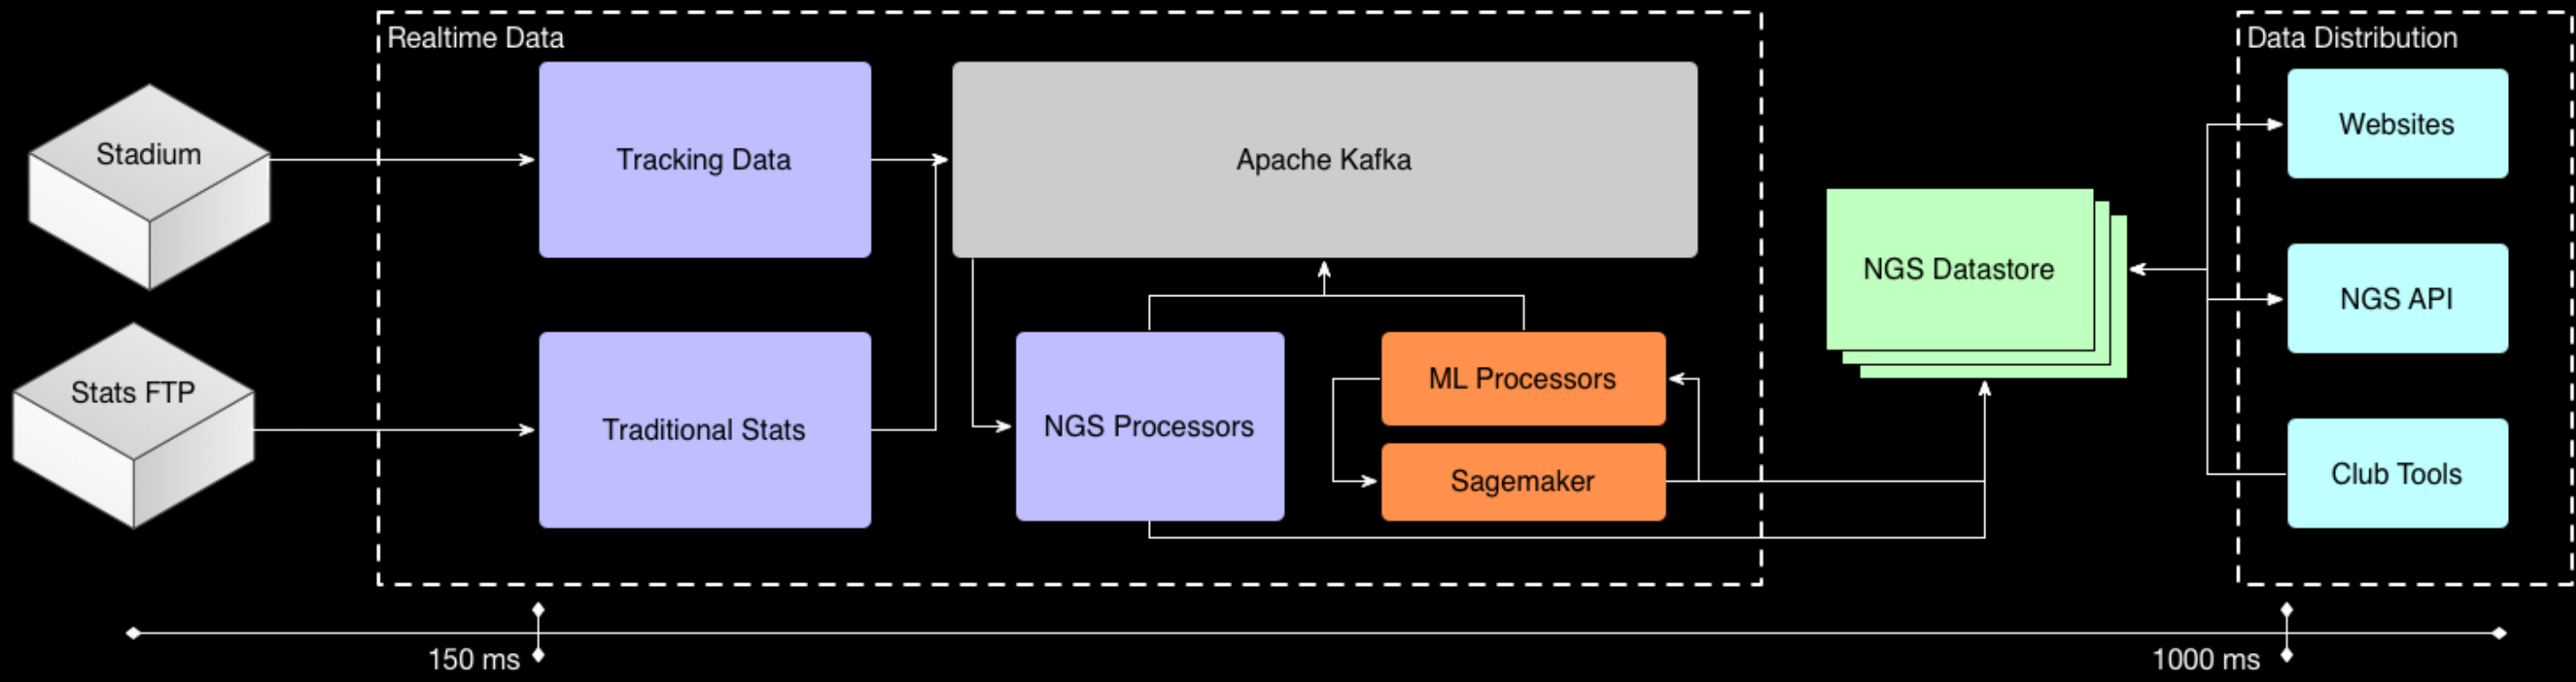 Realtime Data
Data Distribution
Stadium
Tracking Data
Apache Kafka
Websites
NGS Datastore
NGS API
Stats FTP
Traditional Stats
NGS Processors
ML Processors
Sagemaker
Club Tools
150 ms
1000 ms